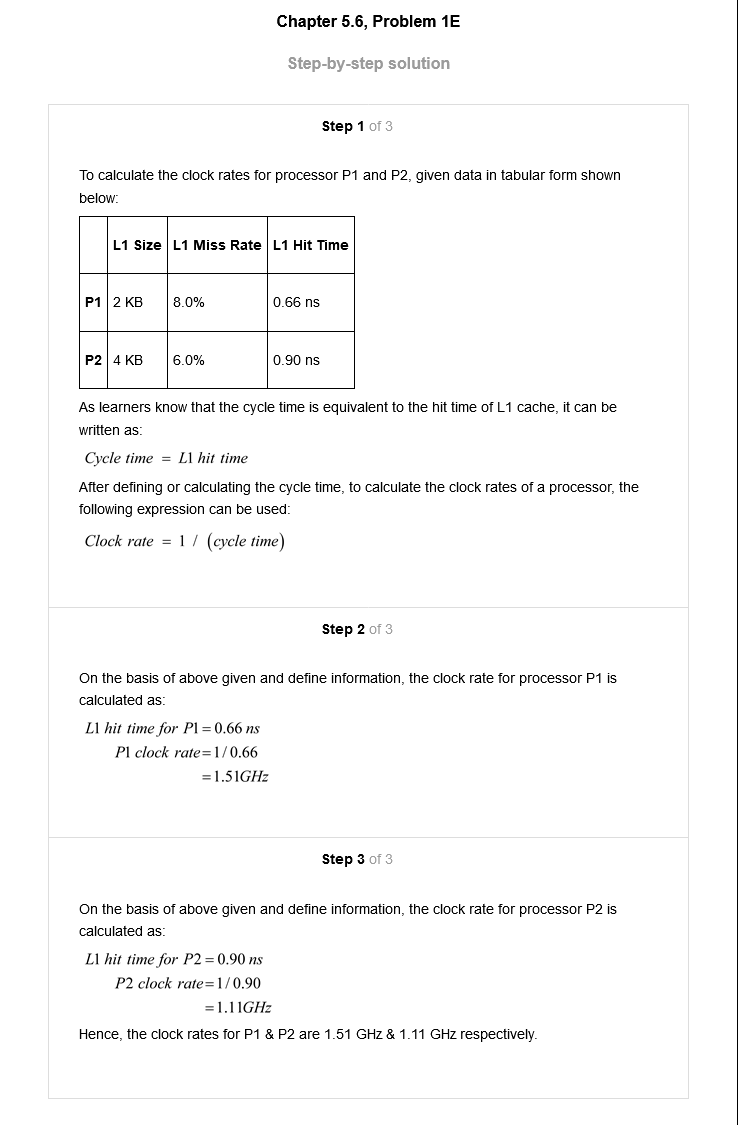 Chapter 5.6, Problem 1E
Step-by-step solution
Step 1 of 3
To calculate the clock rates for processor P1 and P2, given data in tabular form shown
below:
L1 Size L1 Miss Rate L1 Hit Time
P1 2 KB 8.0% 0.66 ns
P2 4 KB 6.0% 0.90 ns
As learners know that the cycle time is equivalent to the hit time of L1 cache, it can be
written as:
Cycle time = L1 hit time
After defining or calculating the cycle time, to calculate the clock rates of a processor, the
following expression can be used:
Clock rate = 1 / (cycle time)
Step 2 of 3
On the basis of above given and define information, the clock rate for processor P1 is
calculated as:
L1 hit time for P1 = 0.66 ns
P1 clock rate = 1 / 0.66
= 1.51GHz
Step 3 of 3
On the basis of above given and define information, the clock rate for processor P2 is
calculated as:
L1 hit time for P2 = 0.90 ns
P2 clock rate = 1 / 0.90
= 1.11GHz
Hence, the clock rates for P1 & P2 are 1.51 GHz & 1.11 GHz respectively.